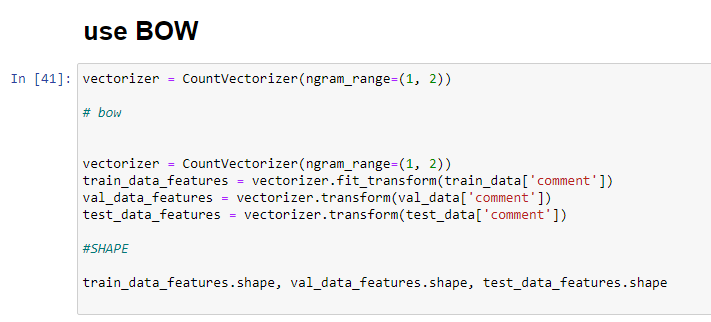 use BOW
In [41]: vectorizer = CountVectorizer(ngram_range=(1, 2))
# bow
vectorizer = CountVectorizer(ngram_range=(1, 2))
train_data_features = vectorizer.fit_transform(train_data['comment'])
val_data_features = vectorizer.transform(val_data['comment'])
test_data_features = vectorizer.transform(test_data['comment'])
#SHAPE
train_data_features.shape, val_data_features.shape, test_data_features.shape